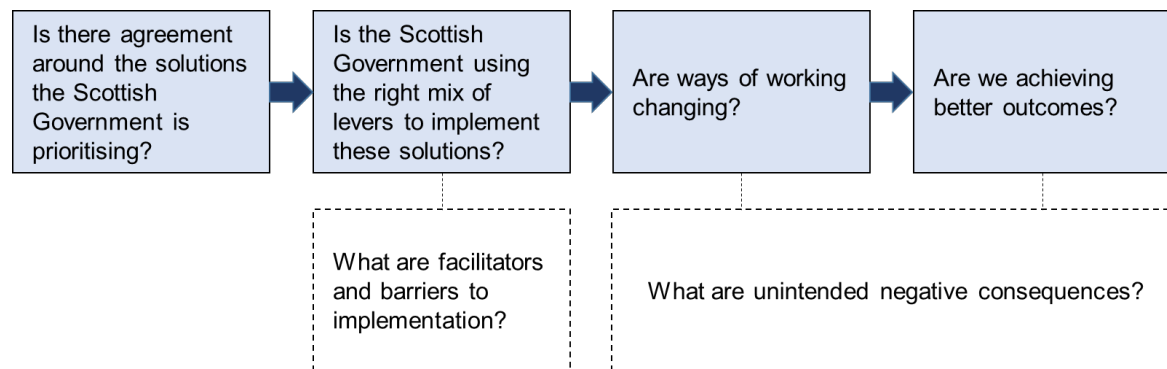 Is there agreement
around the solutions
the Scottish
Government is
prioritising?
Is the Scottish
Government using
the right mix of
levers to implement
these solutions?
Are ways of working
changing?
Are we achieving
better outcomes?
What are facilitators
and barriers to
implementation?
What are unintended negative consequences?